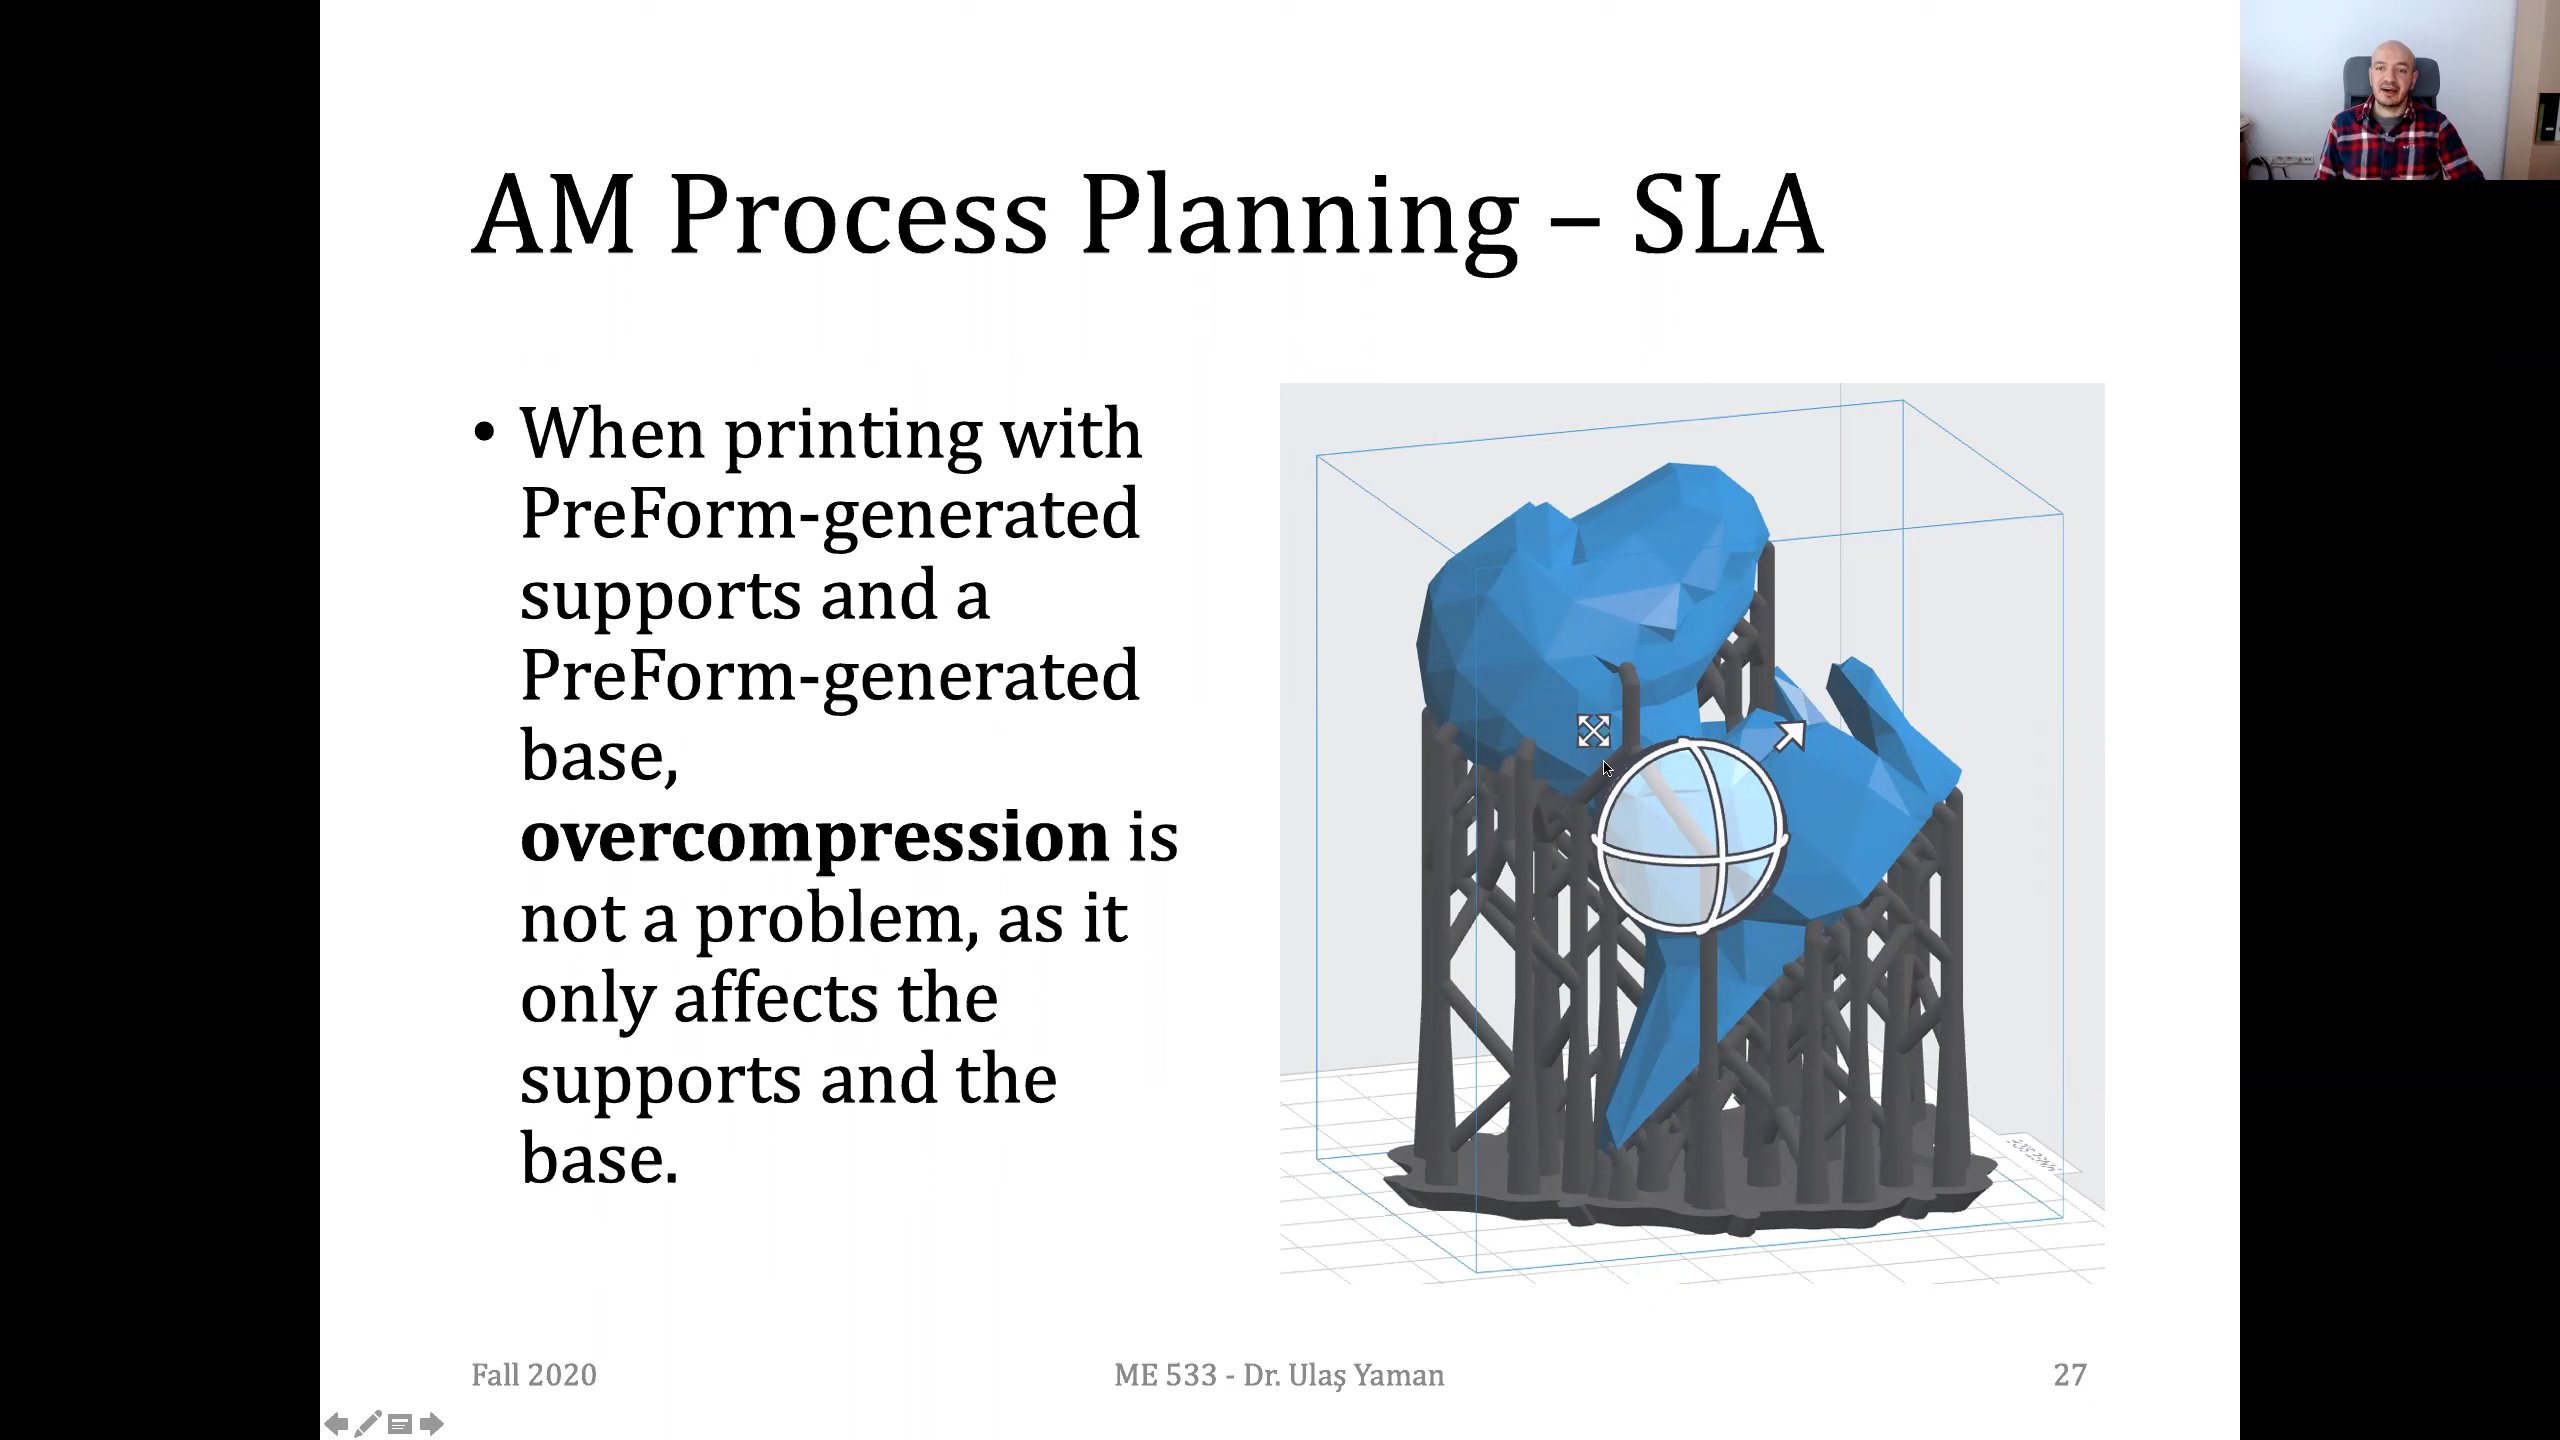 AM Process Planning – SLA
• When printing with
PreForm-generated
supports and a
PreForm-generated
base,
overcompression is
not a problem, as it
only affects the
supports and the
base.
Fall 2020
ME 533 - Dr. Ulaş Yaman
27